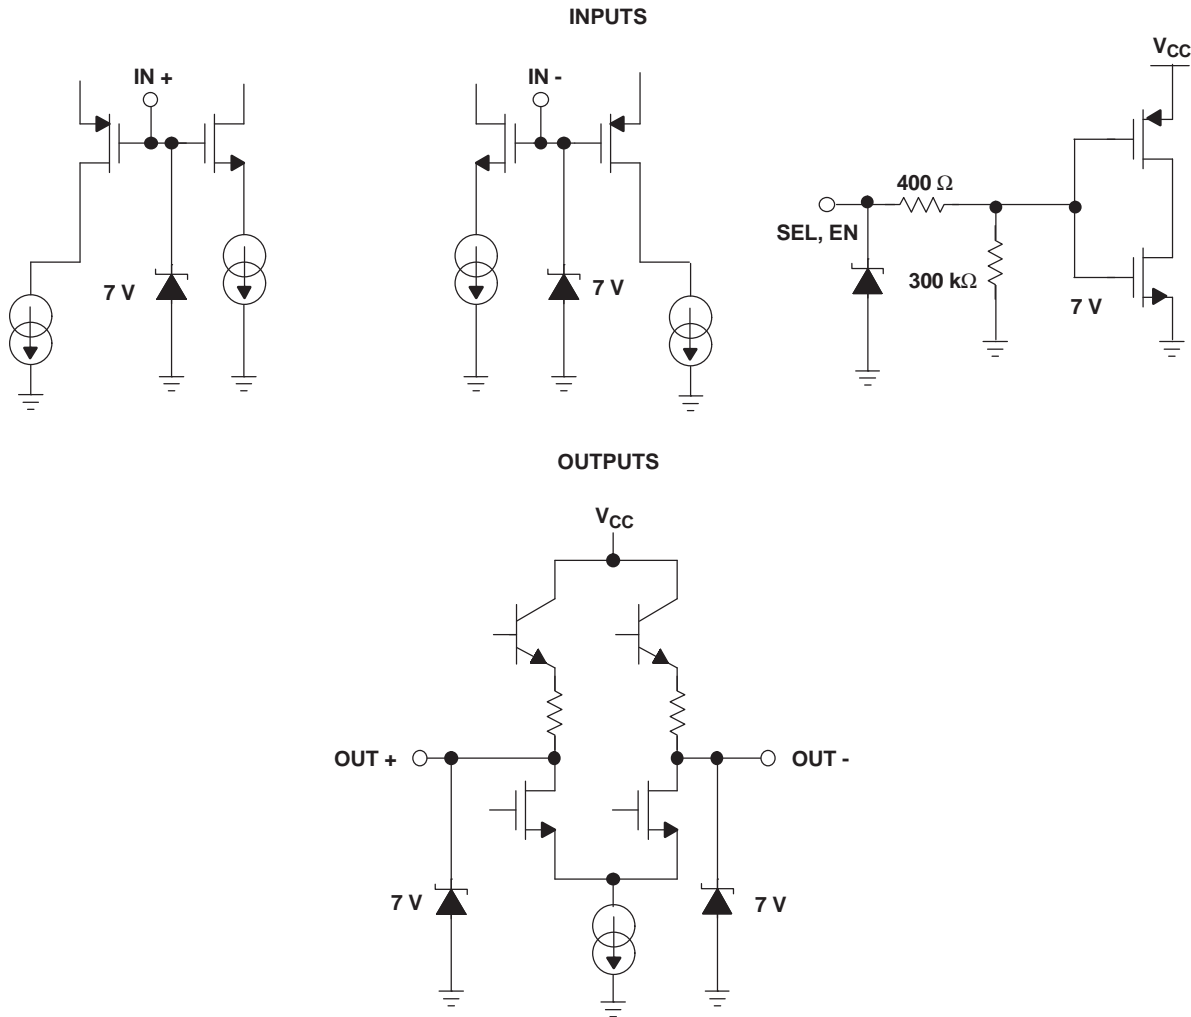 INPUTS
IN +
IN -
VCC
400 Ω
SEL, EN
300 kΩ
7 V
7 V
7 V
OUTPUTS
VCC
OUT +
OUT -
7 V
7 V